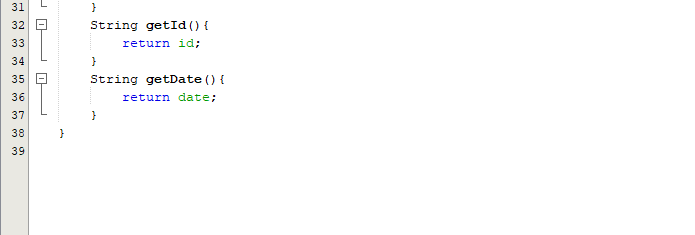 31 }
32 String getId(){
33 return id;
34 }
35 String getDate(){
36 return date;
37 }
38 }
39